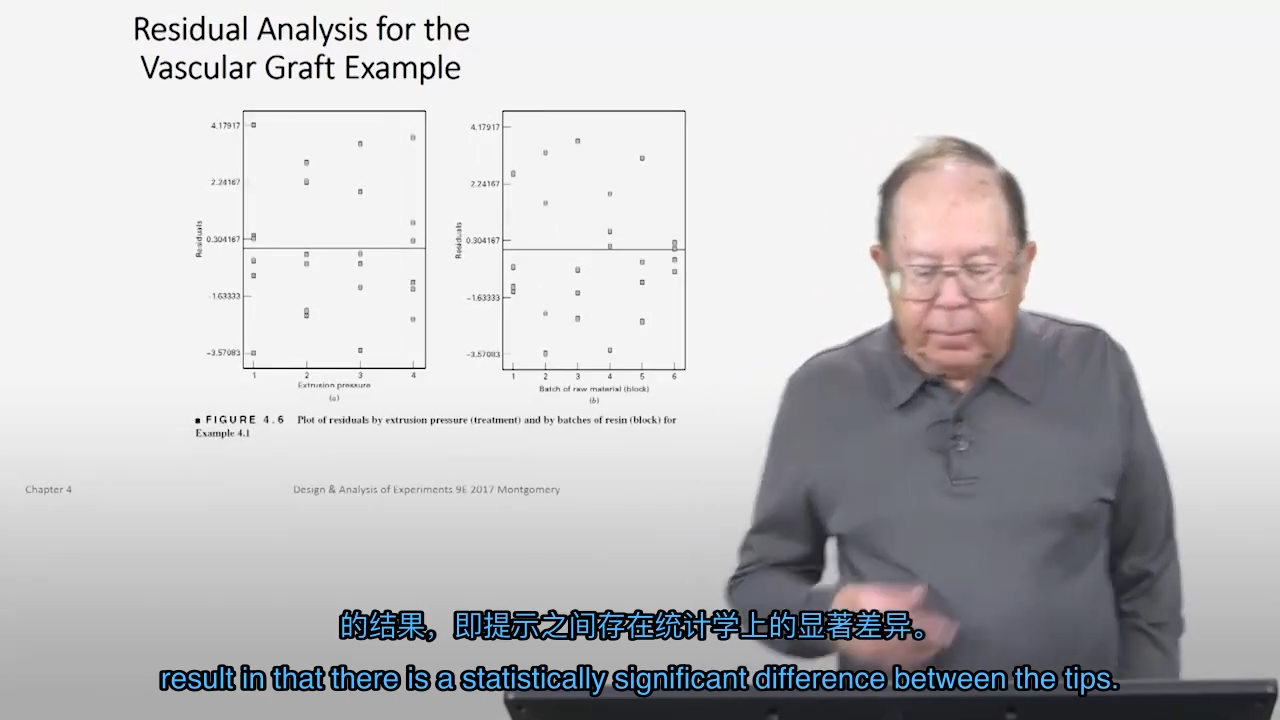 Residual Analysis for the
Vascular Graft Example
4.17917
2.24167
0.304167
-1.63333
-3.57083
Residuals
1 2 3 4
Extrusion pressure
(a)
4.17917
2.24167
0.304167
-1.63333
-3.57083
Residuals
1 2 3 4 5 6
Batch of raw material (block)
(b)
■ FIGURE 4.6 Plot of residuals by extrusion pressure (treatment) and by batches of resin (block) for
Example 4.1
Chapter 4
Design & Analysis of Experiments 9E 2017 Montgomery
的结果，即提示之间存在统计学上的显著差异。
result in that there is a statistically significant difference between the tips.